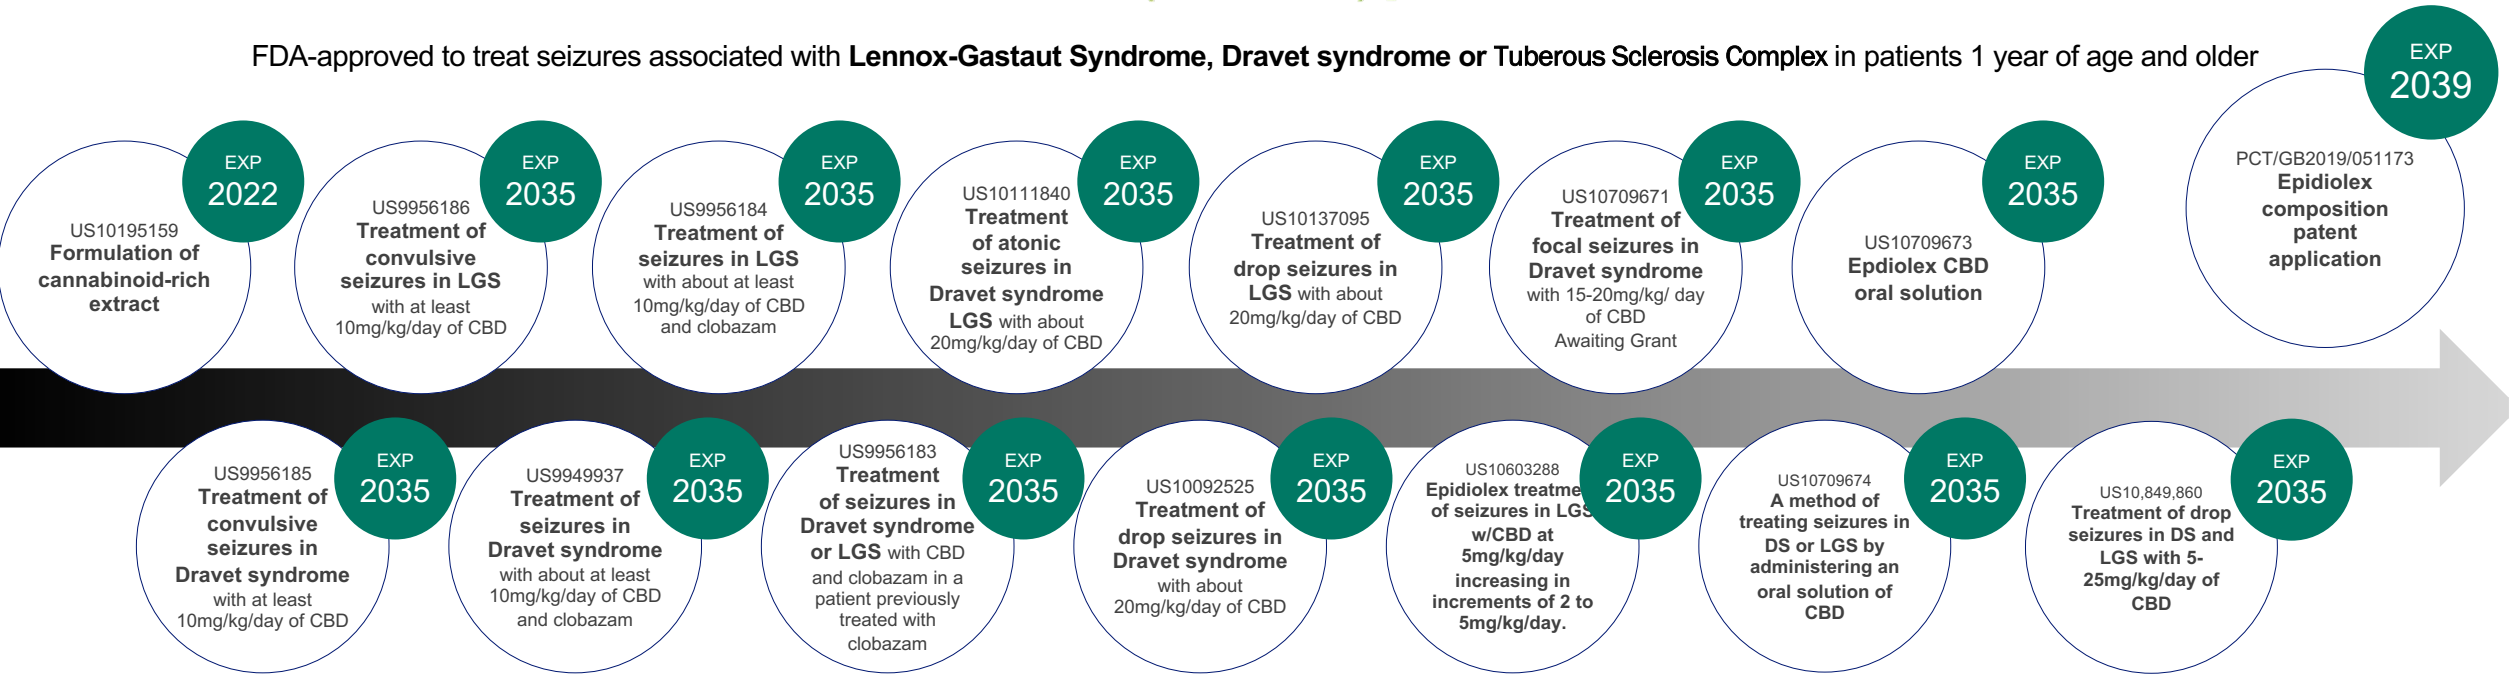 FDA-approved to treat seizures associated with Lennox-Gastaut Syndrome, Dravet syndrome or Tuberous Sclerosis Complex in patients 1 year of age and older
EXP
2022
US10195159
Formulation of
cannabinoid-rich
extract
EXP
2035
US9956186
Treatment of
convulsive
seizures in LGS
with at least
10mg/kg/day of CBD
EXP
2035
US9956184
Treatment of
seizures in LGS
with about at least
10mg/kg/day of CBD
and clobazam
EXP
2035
US10111840
Treatment
of atonic
seizures in
Dravet syndrome
LGS with about
20mg/kg/day of CBD
EXP
2035
US10137095
Treatment of
drop seizures in
LGS with about
20mg/kg/day of CBD
EXP
2035
US10709671
Treatment of
focal seizures in
Dravet syndrome
with 15-20mg/kg/ day
of CBD
Awaiting Grant
EXP
2035
US10709673
Epdiolex CBD
oral solution
EXP
2039
PCT/GB2019/051173
Epidiolex
composition
patent
application
EXP
2035
US9956185
Treatment of
convulsive
seizures in
Dravet syndrome
with at least
10mg/kg/day of CBD
EXP
2035
US9949937
Treatment of
seizures in
Dravet syndrome
with about at least
10mg/kg/day of CBD
and clobazam
EXP
2035
US9956183
Treatment
of seizures in
Dravet syndrome
or LGS with CBD
and clobazam in a
patient previously
treated with
clobazam
EXP
2035
US10092525
Treatment of
drop seizures in
Dravet syndrome
with about
20mg/kg/day of CBD
EXP
2035
US10603288
Epidiolex treatme
of seizures in LGS
w/CBD at
5mg/kg/day
increasing in
increments of 2 to
5mg/kg/day.
EXP
2035
US10709674
A method of
treating seizures in
DS or LGS by
administering an
oral solution of
CBD
EXP
2035
US10,849,860
Treatment of drop
seizures in DS and
LGS with 5-
25mg/kg/day of
CBD